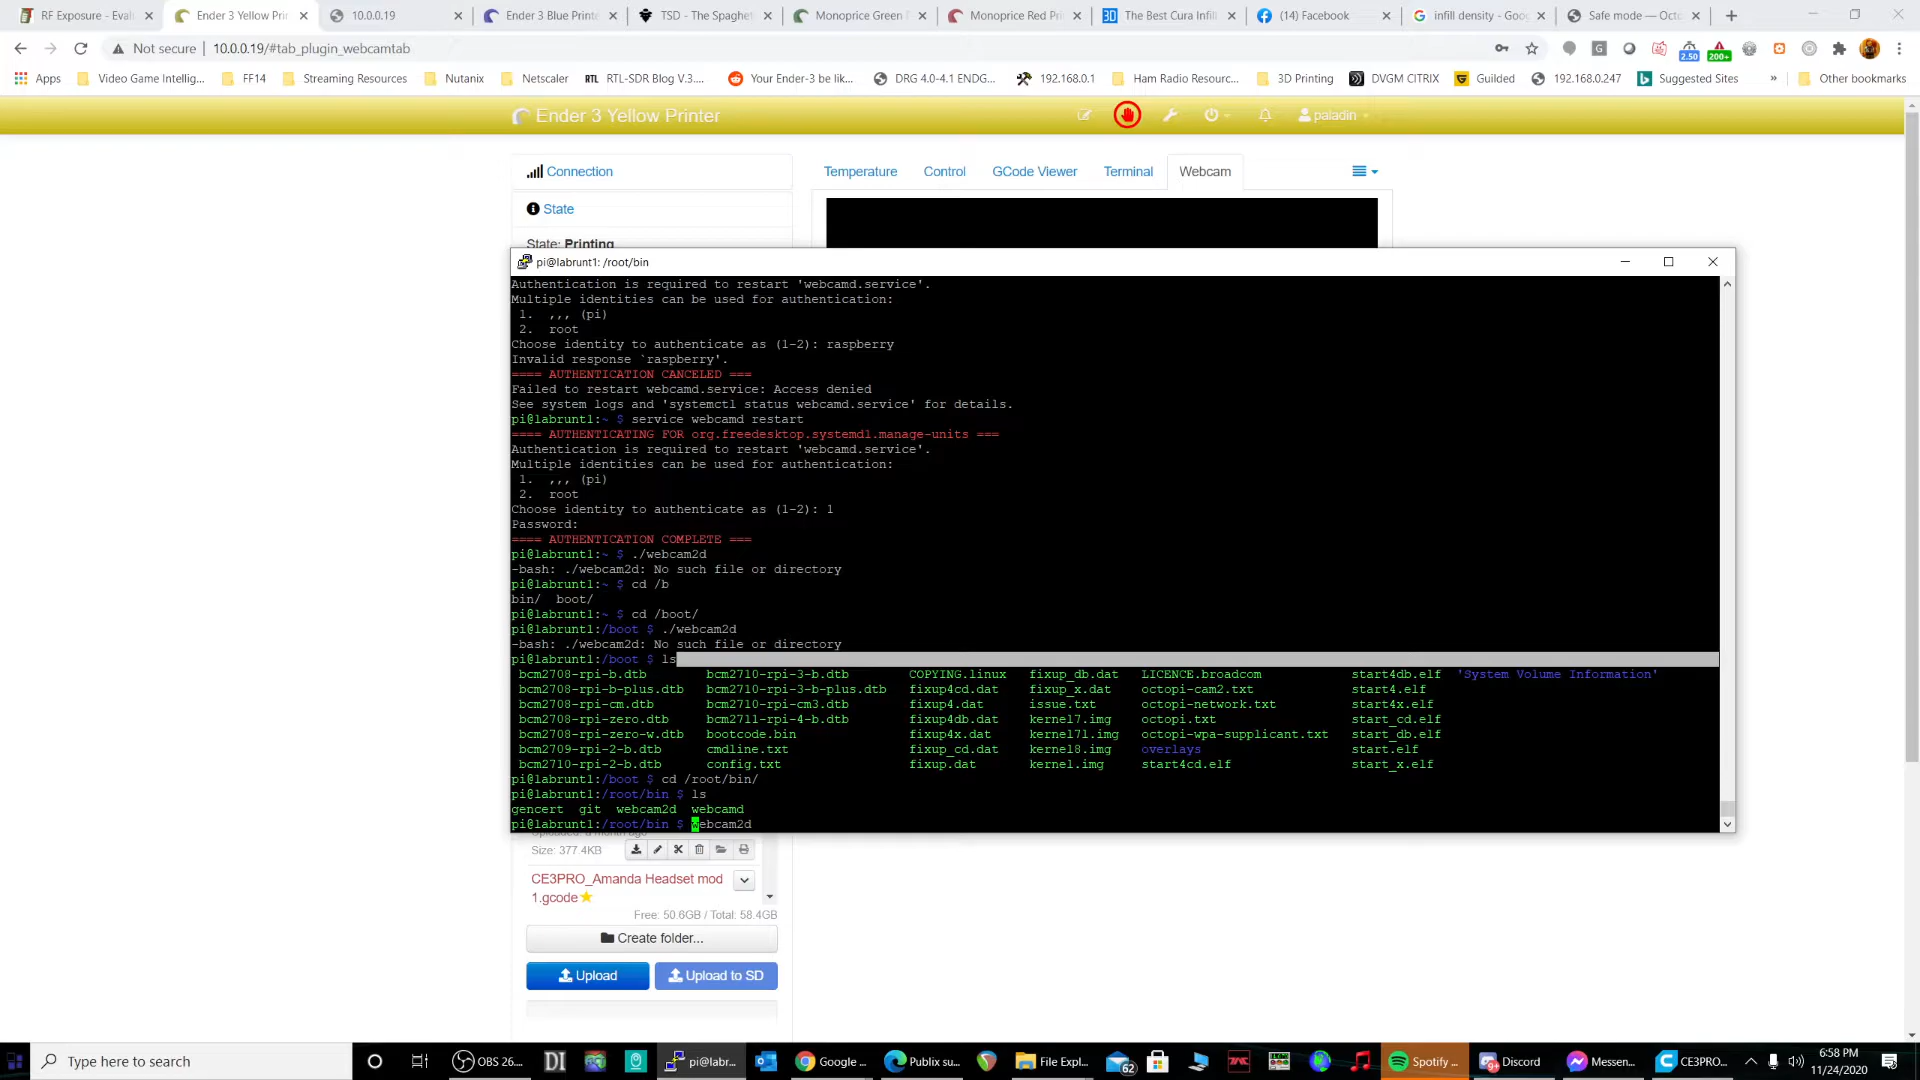 RF Exposure - Evalu
Ender 3 Yellow Prin
10.0.0.19
Ender 3 Blue Printe
TSD - The Spaghet
Monoprice Green P
Monoprice Red Pri
The Best Cura Infill
(14) Facebook
infill density - Goog
Safe mode — Octo
Not secure | 10.0.0.19/#tab_plugin_webcamtab
2.50
200+
Apps
Video Game Intellig...
FF14
Streaming Resources
Nutanix
Netscaler
RTL RTL-SDR Blog V.3....
Your Ender-3 be lik...
DRG 4.0-4.1 ENDG...
192.168.0.1
Ham Radio Resourc...
3D Printing
DVGM CITRIX
Guilded
192.168.0.247
Suggested Sites
»
Other bookmarks
Ender 3 Yellow Printer
paladin
Connection
Temperature
Control
GCode Viewer
Terminal
Webcam
State
State: Printing
pi@labrunt1: /root/bin
Authentication is required to restart 'webcamd.service'.
Multiple identities can be used for authentication:
1. ,,, (pi)
2. root
Choose identity to authenticate as (1-2): raspberry
Invalid response `raspberry'.
==== AUTHENTICATION CANCELED ===
Failed to restart webcamd.service: Access denied
See system logs and 'systemctl status webcamd.service' for details.
pi@labrunt1:~ $ service webcamd restart
==== AUTHENTICATING FOR org.freedesktop.systemd1.manage-units ===
Authentication is required to restart 'webcamd.service'.
Multiple identities can be used for authentication:
1. ,,, (pi)
2. root
Choose identity to authenticate as (1-2): 1
Password:
==== AUTHENTICATION COMPLETE ===
pi@labrunt1:~ $ ./webcam2d
-bash: ./webcam2d: No such file or directory
pi@labrunt1:~ $ cd /b
bin/ boot/
pi@labrunt1:~ $ cd /boot/
pi@labrunt1:/boot $ ./webcam2d
-bash: ./webcam2d: No such file or directory
pi@labrunt1:/boot $ ls
bcm2708-rpi-b.dtb bcm2710-rpi-3-b.dtb COPYING.linux fixup_db.dat LICENCE.broadcom start4db.elf 'System Volume Information'
bcm2708-rpi-b-plus.dtb bcm2710-rpi-3-b-plus.dtb fixup4cd.dat fixup_x.dat octopi-cam2.txt start4.elf
bcm2708-rpi-cm.dtb bcm2710-rpi-cm3.dtb fixup4.dat issue.txt octopi-network.txt start4x.elf
bcm2708-rpi-zero.dtb bcm2711-rpi-4-b.dtb fixup4db.dat kernel7.img octopi.txt start_cd.elf
bcm2708-rpi-zero-w.dtb bootcode.bin fixup4x.dat kernel7l.img octopi-wpa-supplicant.txt start_db.elf
bcm2709-rpi-2-b.dtb cmdline.txt fixup_cd.dat kernel8.img overlays start.elf
bcm2710-rpi-2-b.dtb config.txt fixup.dat kernel.img start4cd.elf start_x.elf
pi@labrunt1:/boot $ cd /root/bin/
pi@labrunt1:/root/bin $ ls
gencert git webcam2d webcamd
pi@labrunt1:/root/bin $ webcam2d
Uploaded: a month ago
Size: 377.4KB
CE3PRO_Amanda Headset mod
1.gcode
Free: 50.6GB / Total: 58.4GB
Create folder...
Upload
Upload to SD
Type here to search
OBS 26....
DI
pi@labr...
Google ...
Publix su...
File Expl...
62
Spotify ...
Discord
Messen...
CE3PRO...
6:58 PM
11/24/2020